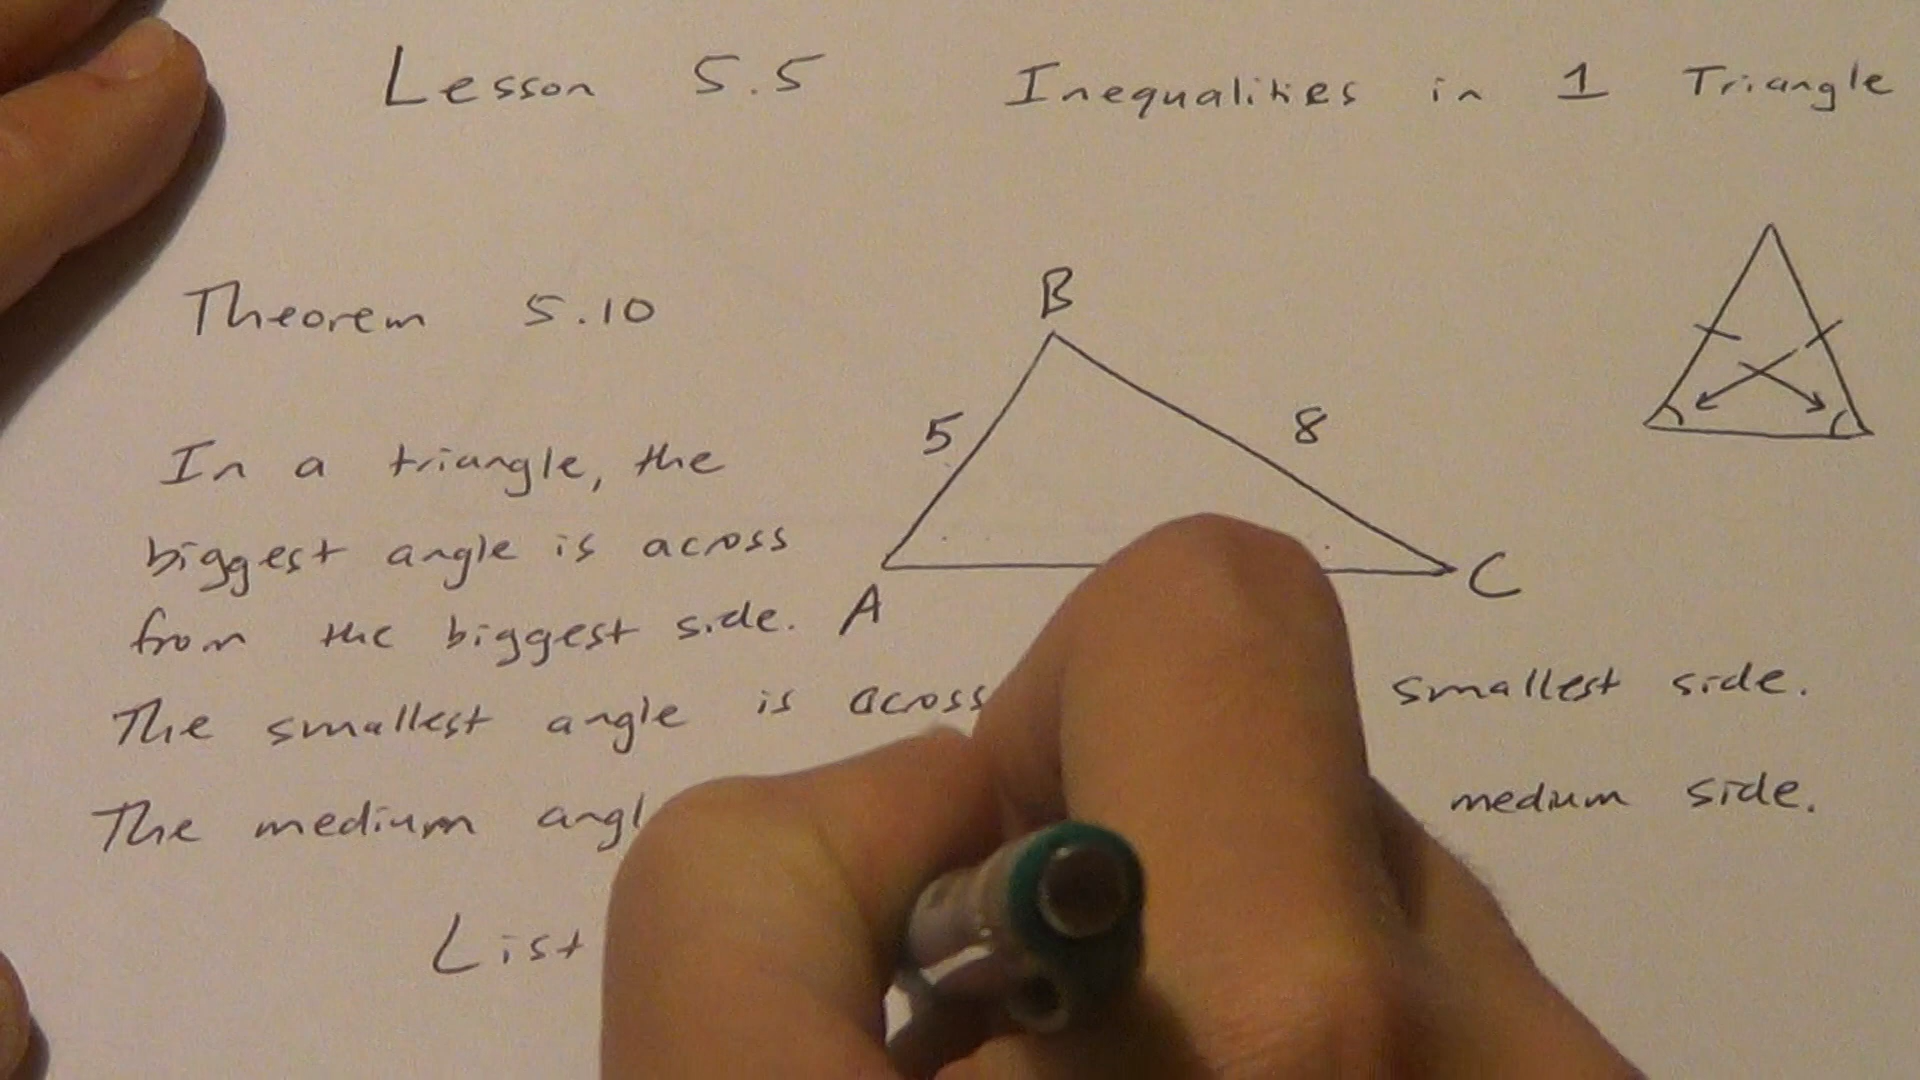 Lesson 5.5 Inequalities in 1 Triangle
Theorem 5.10
B
5
8
In a triangle, the
biggest angle is across
from the biggest side.
A
C
The smallest angle is across smallest side.
The medium angl medium side.
List